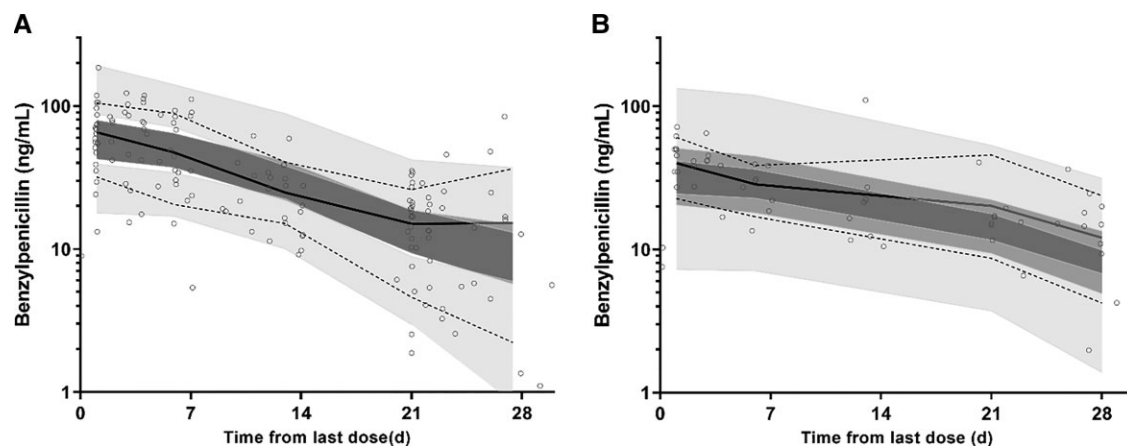 A
B
Benzylpenicillin (ng/mL)
100
10
1
0
7
14
21
28
Time from last dose(d)
Benzylpenicillin (ng/mL)
100
10
1
0
7
14
21
28
Time from last dose (d)